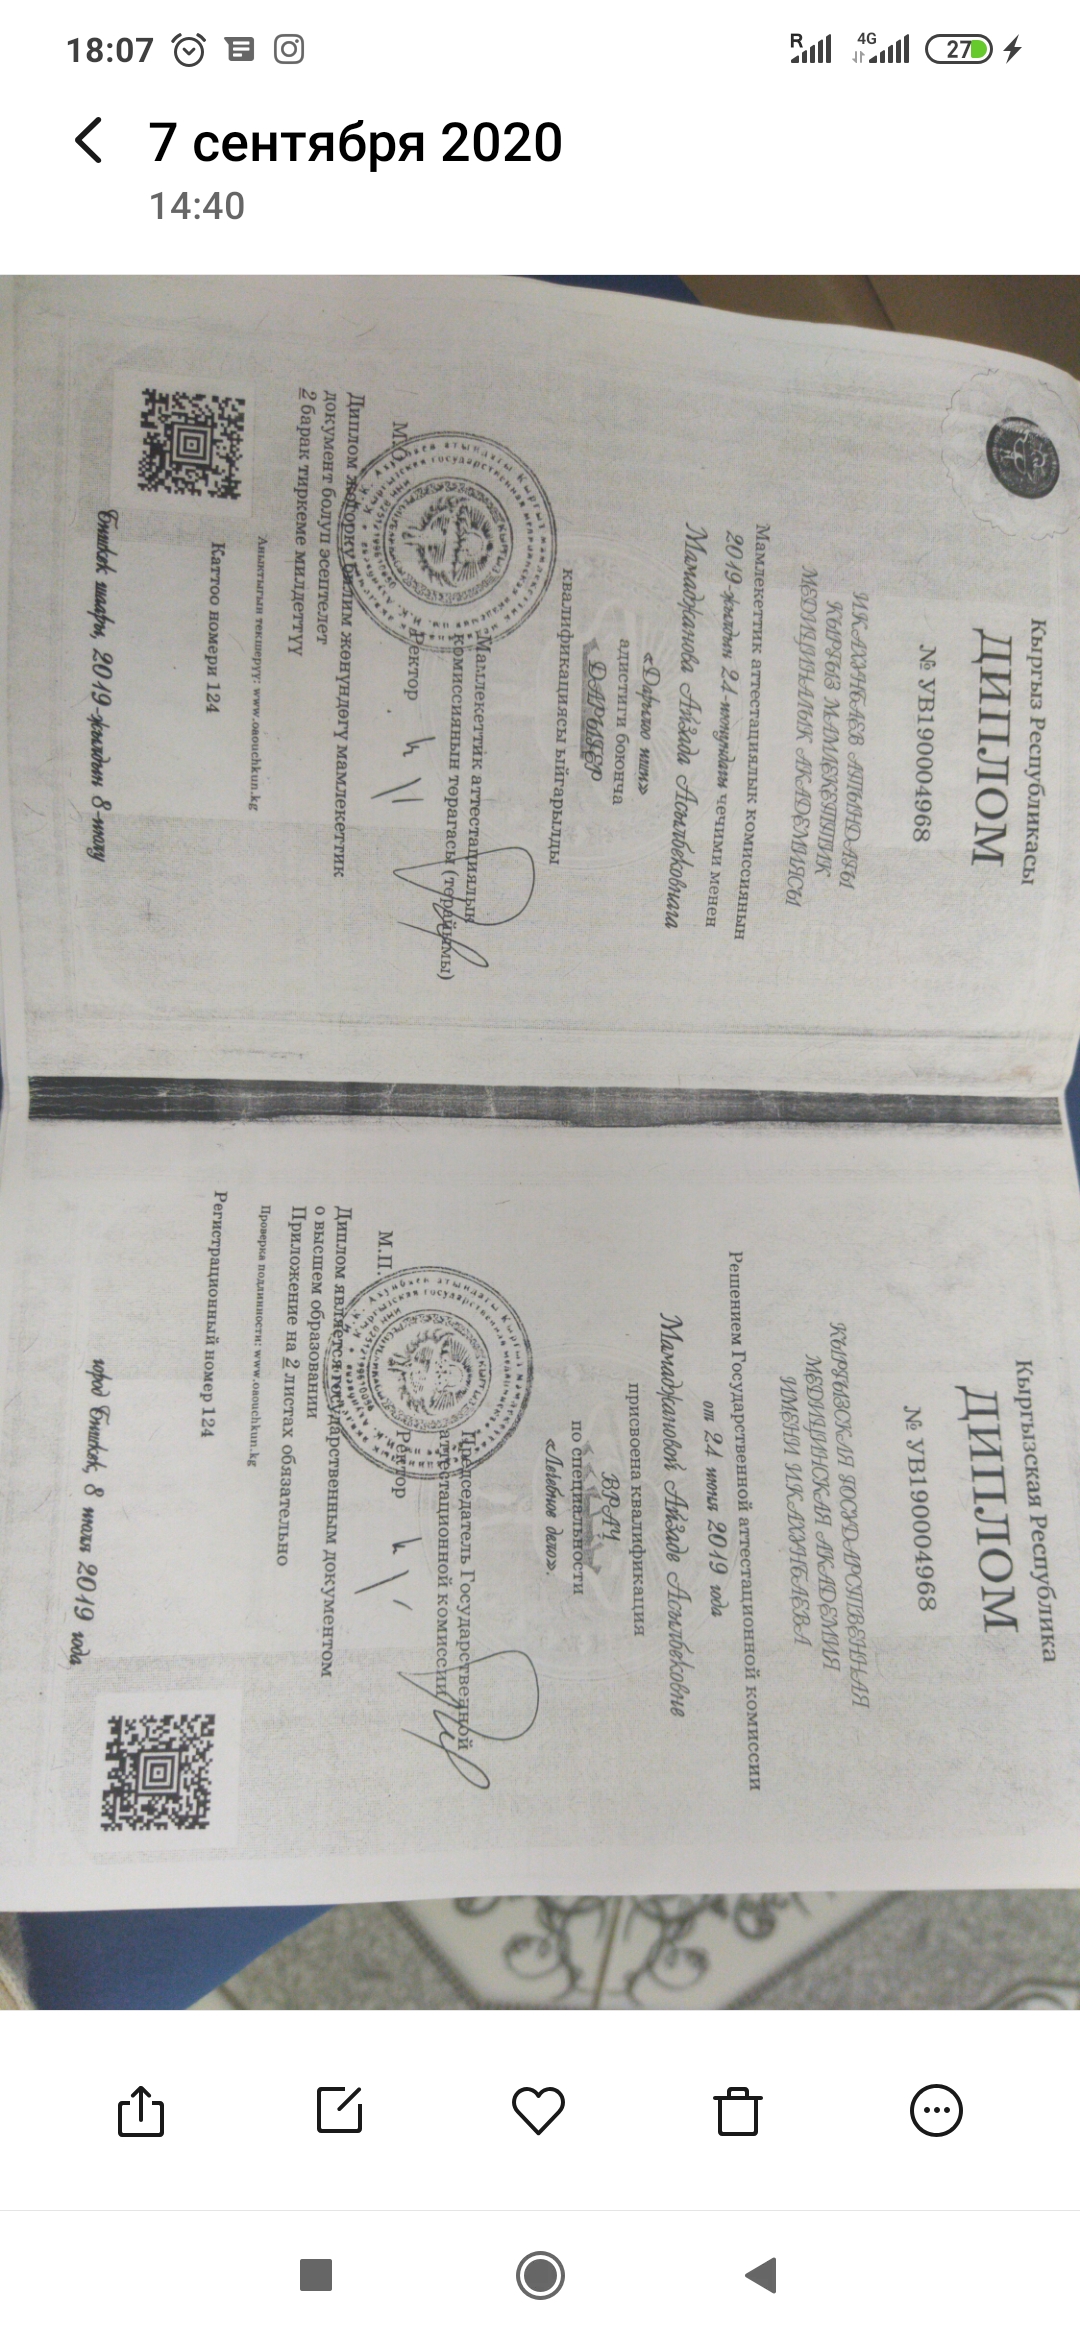 18:07
R
4G
27
7 сентября 2020
14:40
Кыргыз Республикасы
ДИПЛОМ
№ УВ190004968
И.К.АХУНБАЕВ АТЫНДАГЫ
КЫРГЫЗ МАМЛЕКЕТТИК
МЕДИЦИНАЛЫК АКАДЕМИЯСЫ
Мамлекеттик аттестациялык комиссиянын
2019-жылдын 24-июнундагы чечими менен
Мамаджанова Айзада Асылбековнага
«Дарылоо иши»
адистиги боюнча
ДАРЫГЕР
квалификациясы ыйгарылды
Мамлекеттик аттестациялык
комиссиянын төрагасы (төрайымы)
Ректор
М.О.
Диплом жогорку билим жөнүндөгү мамлекеттик
документ болуп эсептелет
2 барак тиркеме милдеттүү
Аныктыгын текшерүү: www.oaouchkun.kg
Каттоо номери 124
Бишкек шаары, 2019-жылдын 8-июлу
Кыргызская Республика
ДИПЛОМ
№ УВ190004968
КЫРГЫЗСКАЯ ГОСУДАРСТВЕННАЯ
МЕДИЦИНСКАЯ АКАДЕМИЯ
ИМЕНИ И.К.АХУНБАЕВА
Решением Государственной аттестационной комиссии
от 24 июня 2019 года
Мамаджановой Айзаде Асылбековне
присвоена квалификация
ВРАЧ
по специальности
«Лечебное дело».
Председатель Государственной
аттестационной комиссии
Ректор
М.П.
Диплом является государственным документом
о высшем образовании
Приложение на 2 листах обязательно
Проверка подлинности: www.oaouchkun.kg
Регистрационный номер 124
город Бишкек, 8 июля 2019 года